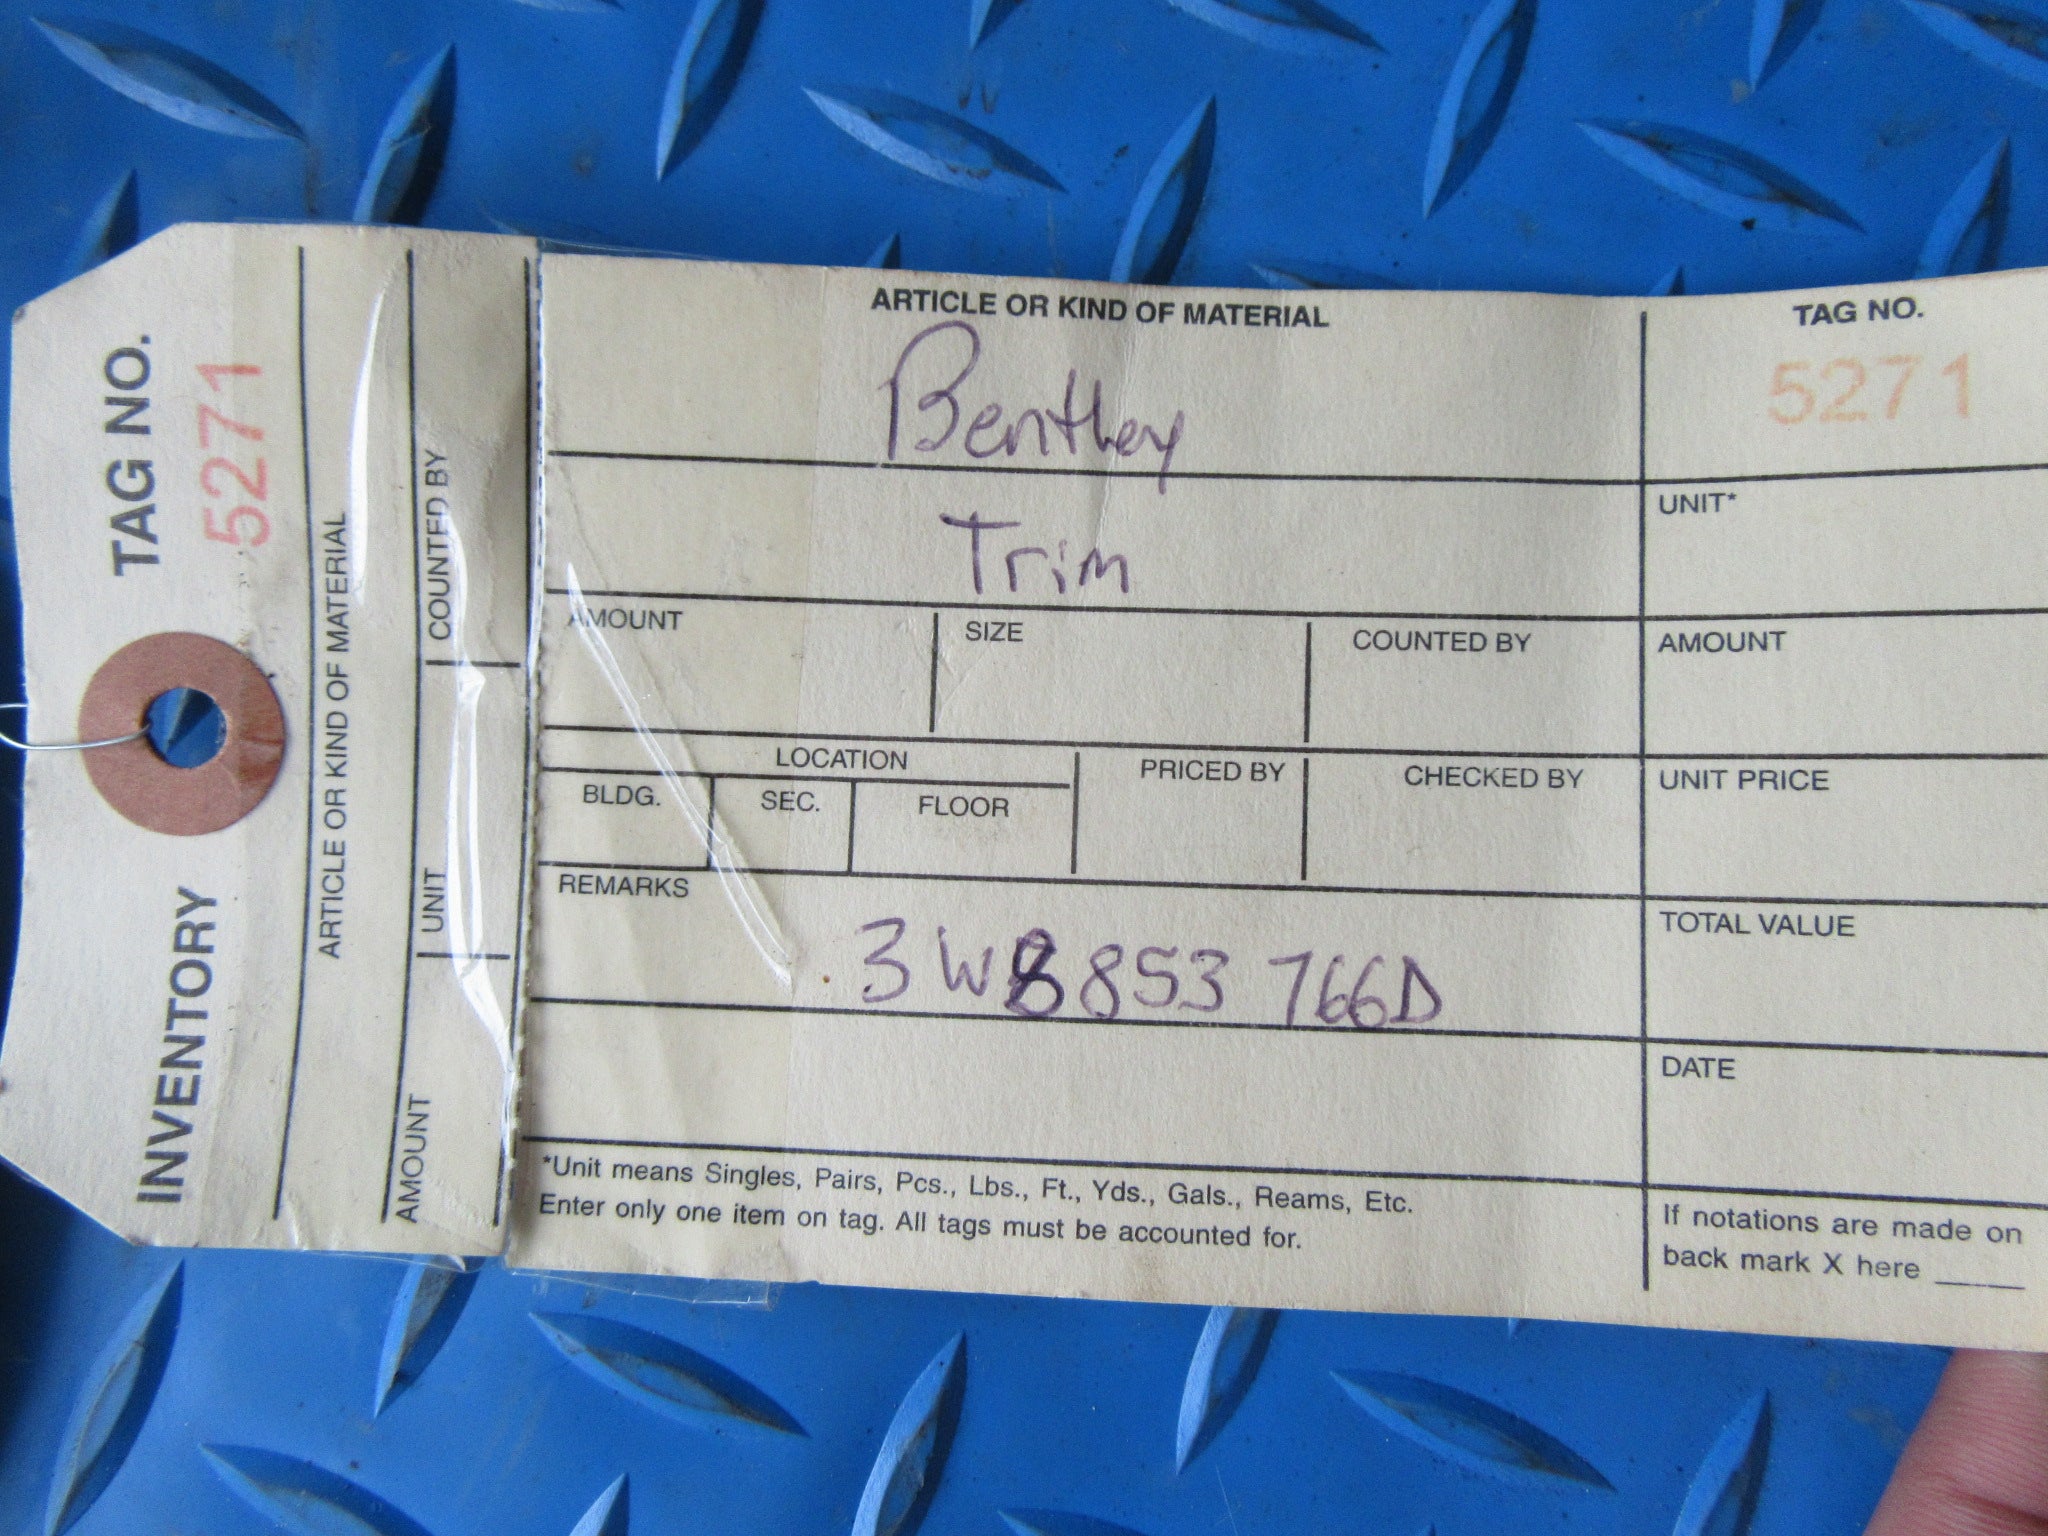 TAG NO.
5271
INVENTORY
ARTICLE OR KIND OF MATERIAL
COUNTED BY
UNIT
AMOUNT
ARTICLE OR KIND OF MATERIAL
Bentley
Trim
TAG NO.
5271
UNIT*
AMOUNT
SIZE
COUNTED BY
AMOUNT
LOCATION
BLDG.
SEC.
FLOOR
PRICED BY
CHECKED BY
UNIT PRICE
REMARKS
3W8853 766D
TOTAL VALUE
DATE
*Unit means Singles, Pairs, Pcs., Lbs., Ft., Yds., Gals., Reams, Etc.
Enter only one item on tag. All tags must be accounted for.
If notations are made on
back mark X here ____